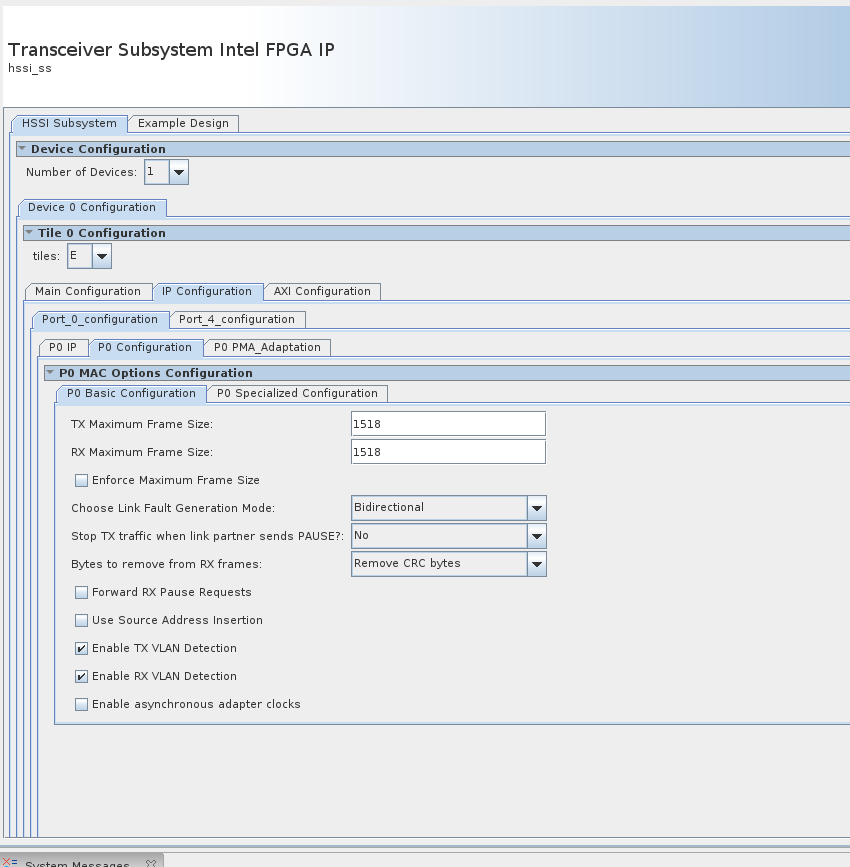 Transceiver Subsystem Intel FPGA IP
hssi_ss
HSSI Subsystem Example Design
Device Configuration
Number of Devices: 1
Device 0 Configuration
Tile 0 Configuration
tiles: E
Main Configuration IP Configuration AXI Configuration
Port_0_configuration Port_4_configuration
P0 IP P0 Configuration P0 PMA_Adaptation
P0 MAC Options Configuration
P0 Basic Configuration P0 Specialized Configuration
TX Maximum Frame Size: 1518
RX Maximum Frame Size: 1518
Enforce Maximum Frame Size
Choose Link Fault Generation Mode: Bidirectional
Stop TX traffic when link partner sends PAUSE?: No
Bytes to remove from RX frames: Remove CRC bytes
Forward RX Pause Requests
Use Source Address Insertion
Enable TX VLAN Detection
Enable RX VLAN Detection
Enable asynchronous adapter clocks
System Messages